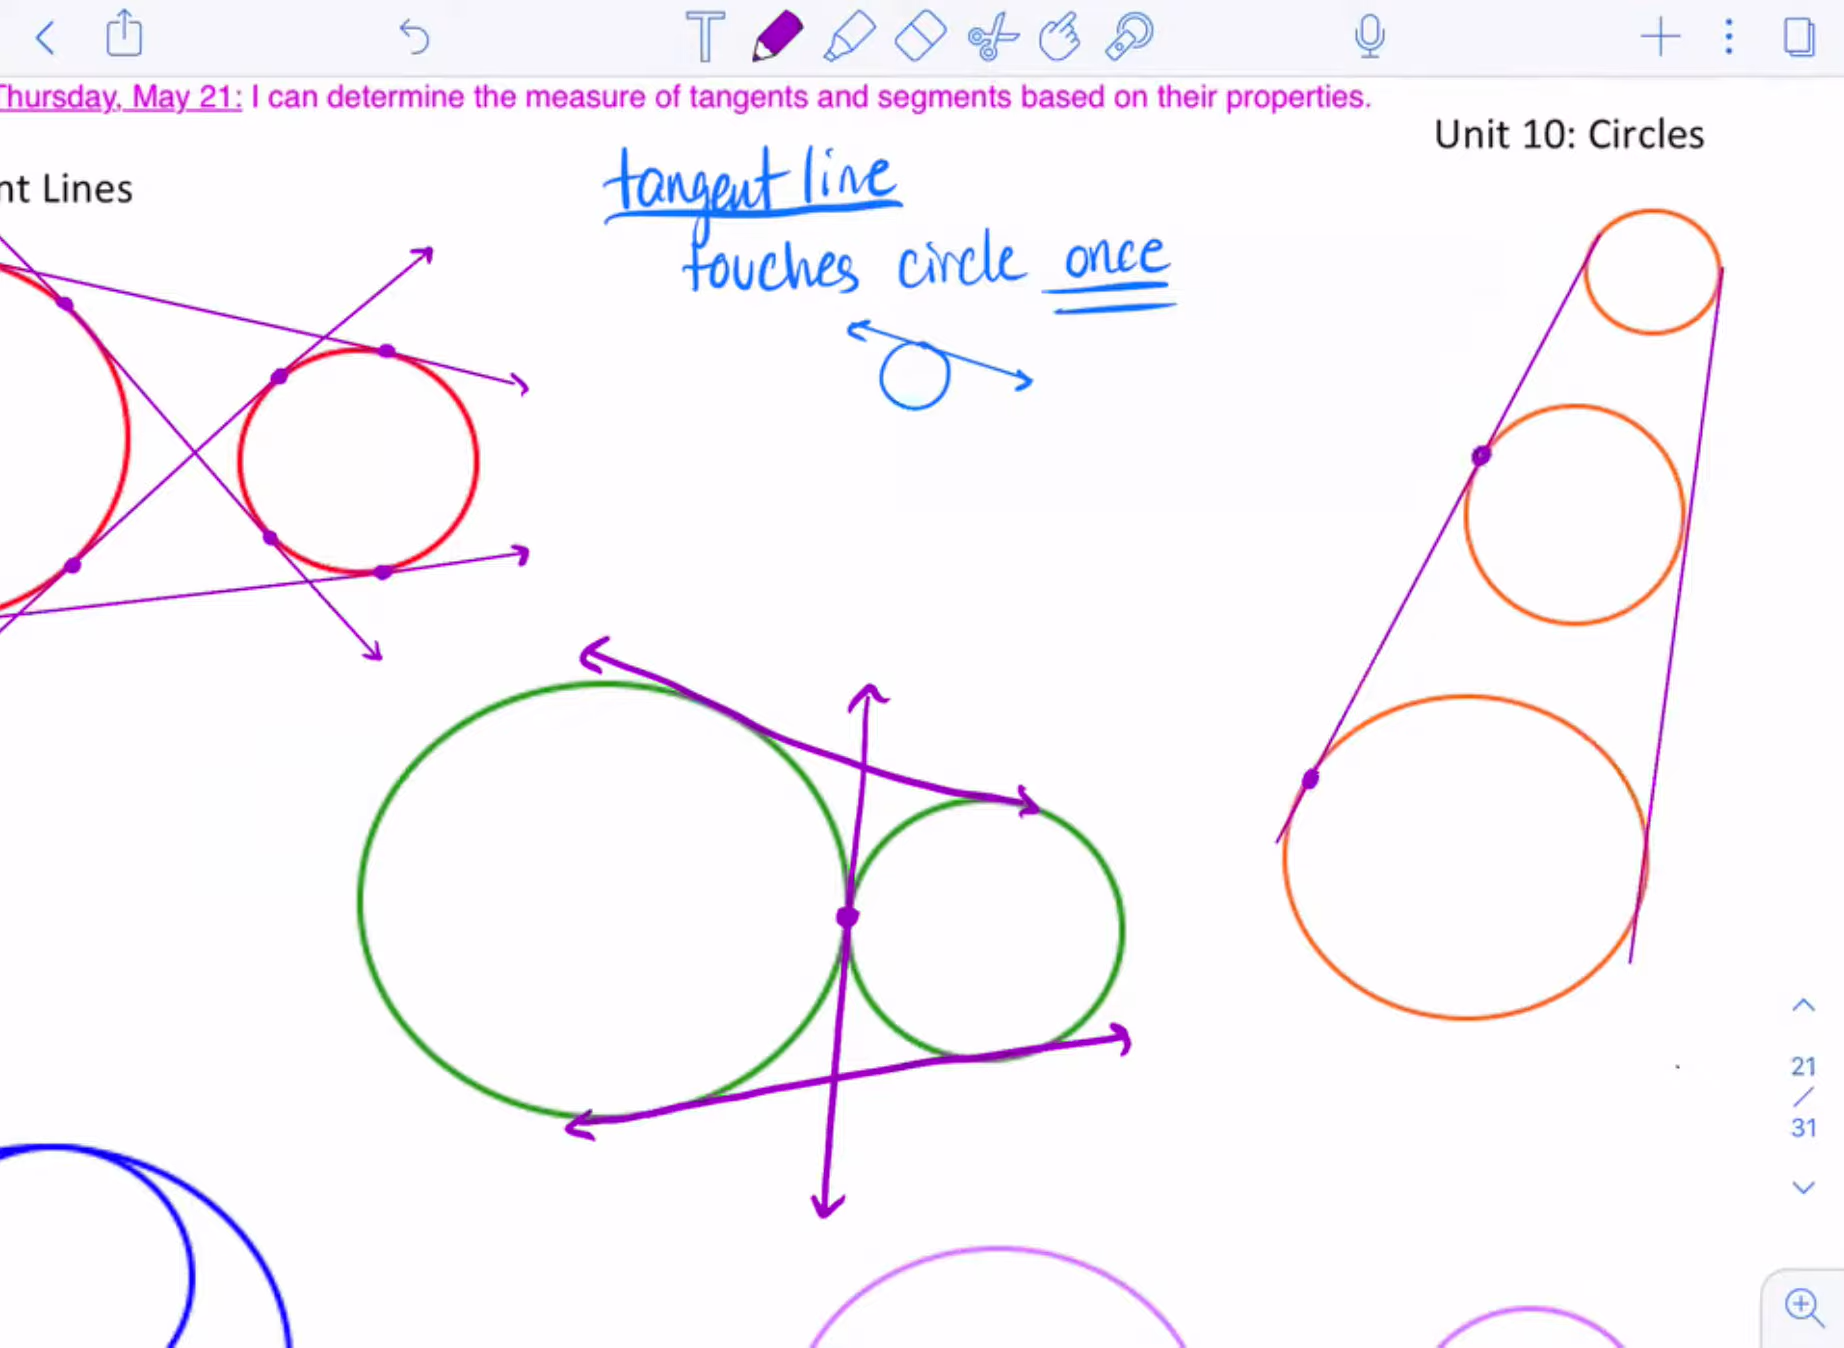 Thursday, May 21: I can determine the measure of tangents and segments based on their properties.
Unit 10: Circles
nt Lines
tangent line
touches circle once
21
/
31